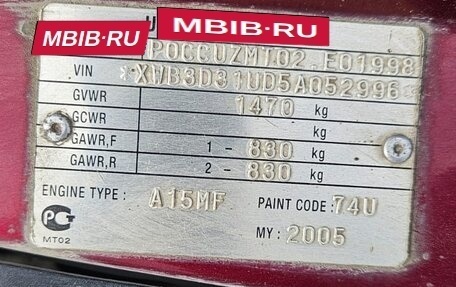 MBIB·RU
MBIB·RU
POCCUZMT02.E01998
VIN *XWB3D31UD5A052996
GVWR 1470 kg
GCWR kg
GAWR,F 1 - 830 kg
GAWR,R 2 - 830 kg
ENGINE TYPE : A15MF PAINT CODE : 74U
MT02 MY : 2005